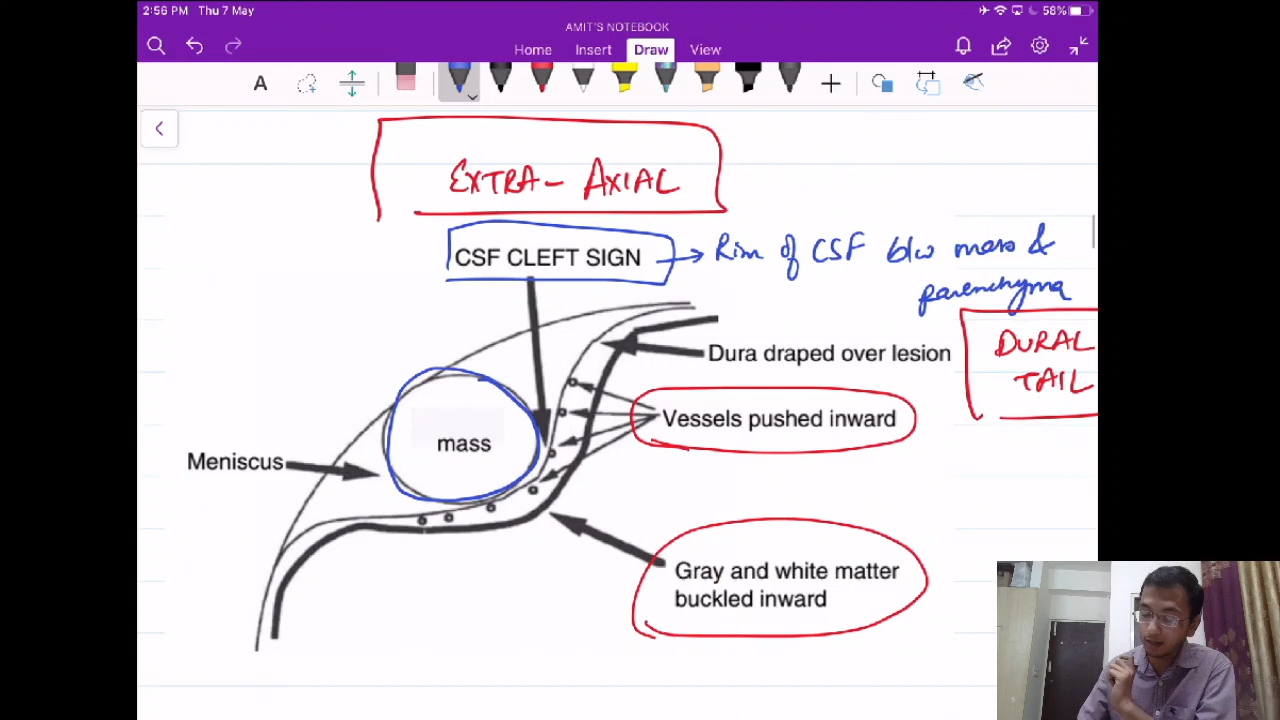 2:56 PM Thu 7 May
58%
AMIT'S NOTEBOOK
Home Insert Draw View
A
EXTRA-AXIAL
CSF CLEFT SIGN → Rim of CSF b/w mass &
parenchyma
DURAL
TAIL
Dura draped over lesion
Vessels pushed inward
mass
Meniscus
Gray and white matter
buckled inward